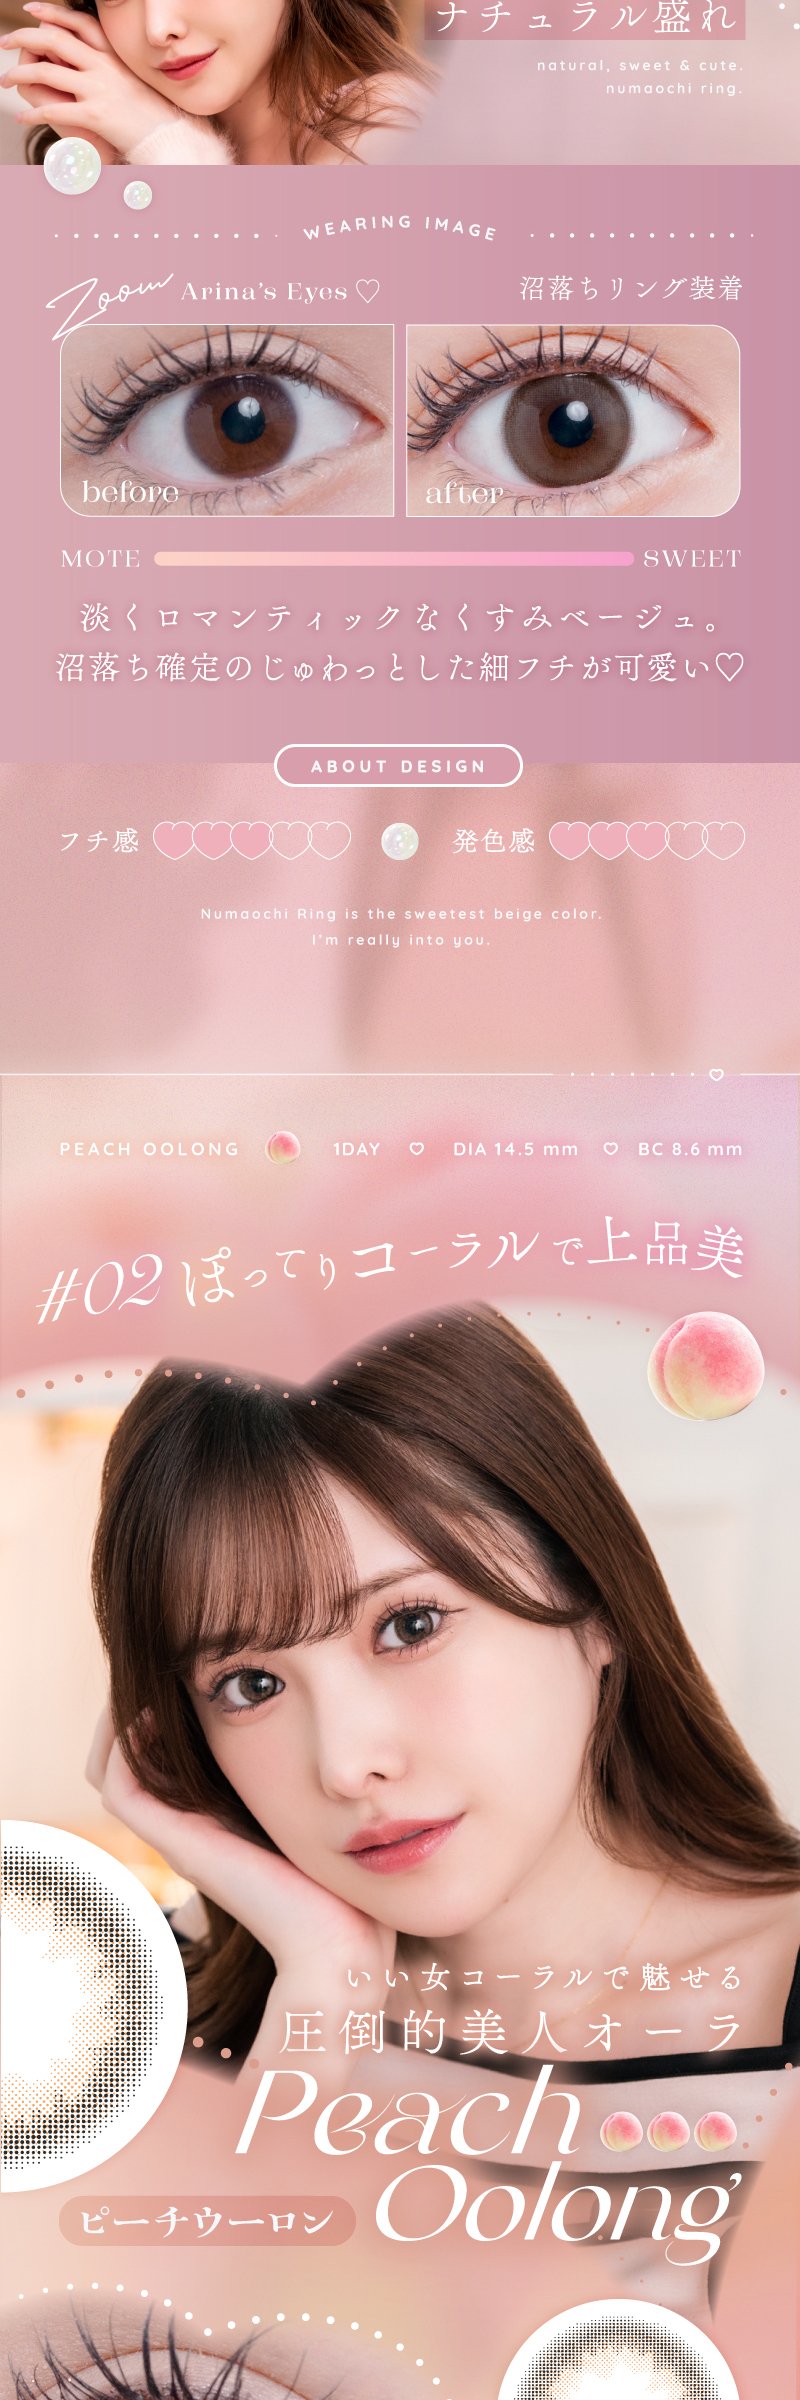 ナチュラル盛れ
natural, sweet & cute.
numaochi ring.
WEARING IMAGE
Zoom Arina's Eyes♡
沼落ちリング装着
before
after
MOTE
SWEET
淡くロマンティックなくすみベージュ。
沼落ち確定のじゅわっとした細フチが可愛い♡
ABOUT DESIGN
フチ感
発色感
Numaochi Ring is the sweetest beige color.
I'm really into you.
PEACH OOLONG 1DAY ♡ DIA 14.5 mm ♡ BC 8.6 mm
#02 ぽってりコーラルで上品美
いい女コーラルで魅せる
圧倒的美人オーラ
Peach
Oolong
ピーチウーロン